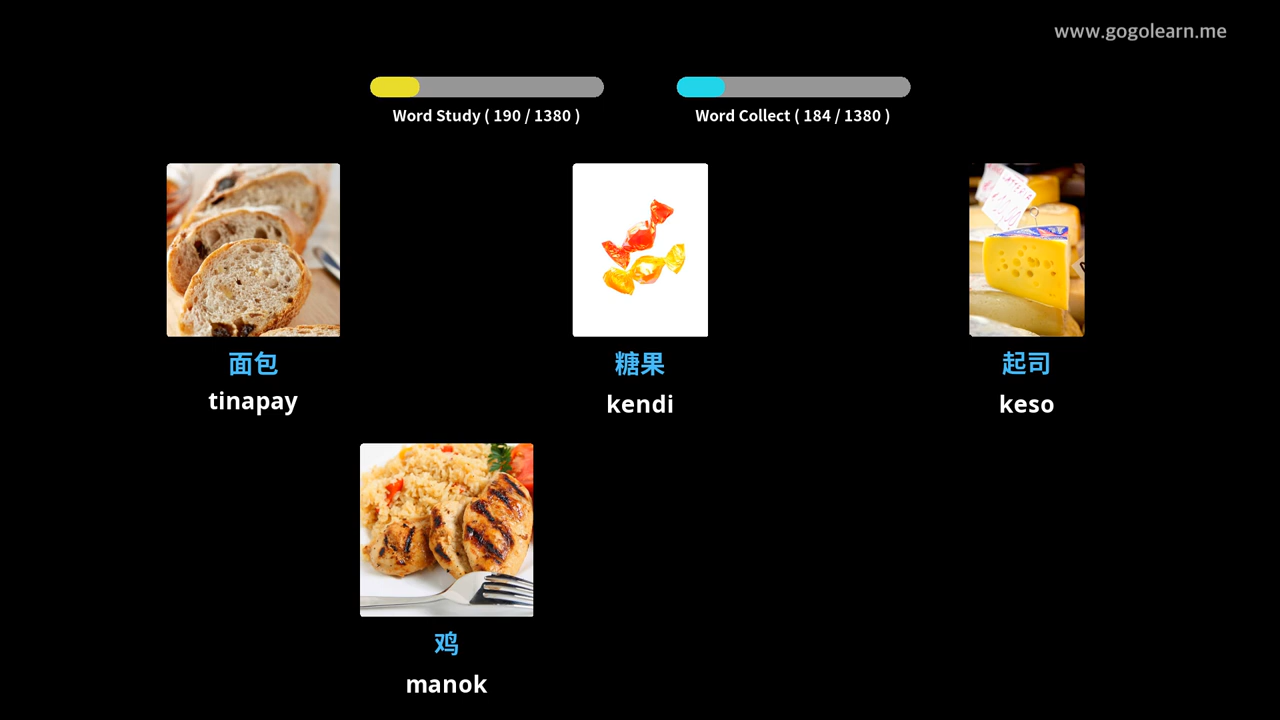 www.gogolearn.me
Word Study ( 190 / 1380 )
Word Collect ( 184 / 1380 )
面包
糖果
起司
tinapay
kendi
keso
鸡
manok